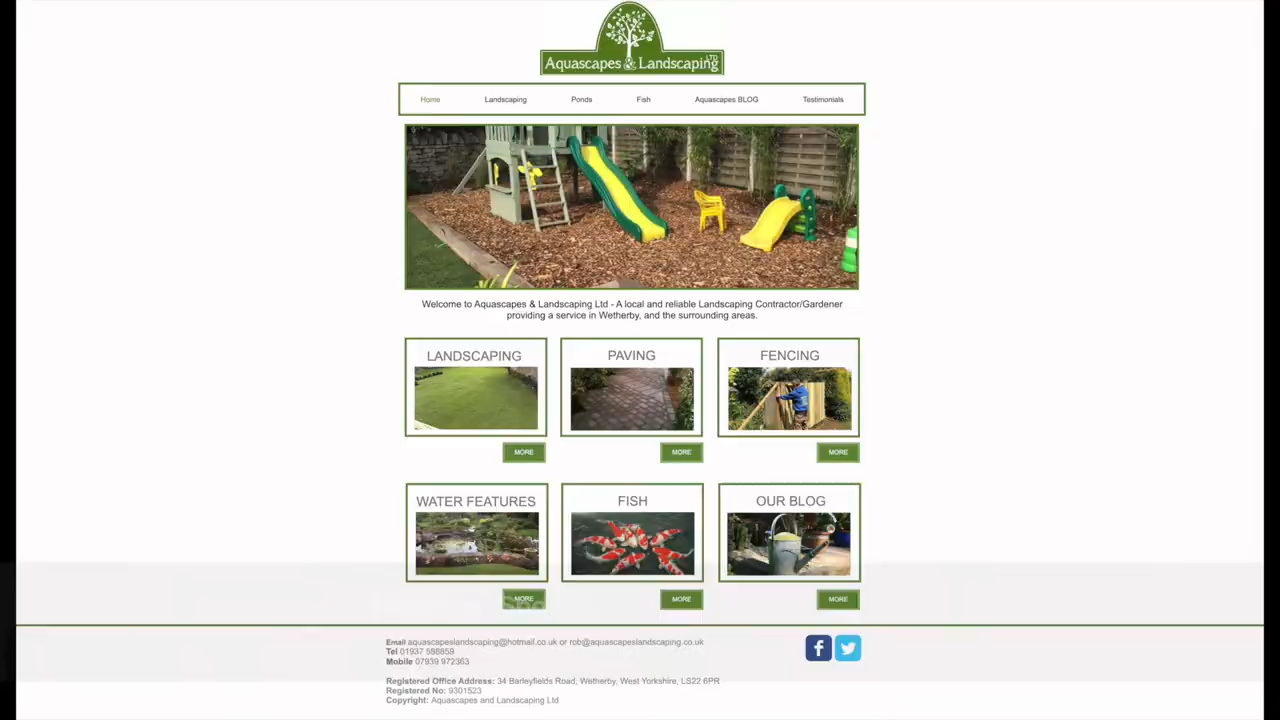 Aquascapes & Landscaping LTD
Home Landscaping Ponds Fish Aquascapes BLOG Testimonials
Welcome to Aquascapes & Landscaping Ltd - A local and reliable Landscaping Contractor/Gardener
providing a service in Wetherby, and the surrounding areas.
LANDSCAPING PAVING FENCING
MORE MORE MORE
WATER FEATURES FISH OUR BLOG
MORE MORE MORE
Email aquascapeslandscaping@hotmail.co.uk or rob@aquascapeslandscaping.co.uk
Tel 01937 588859
Mobile 07939 972363
Registered Office Address: 34 Barleyfields Road, Wetherby, West Yorkshire, LS22 6PR
Registered No: 9301523
Copyright: Aquascapes and Landscaping Ltd